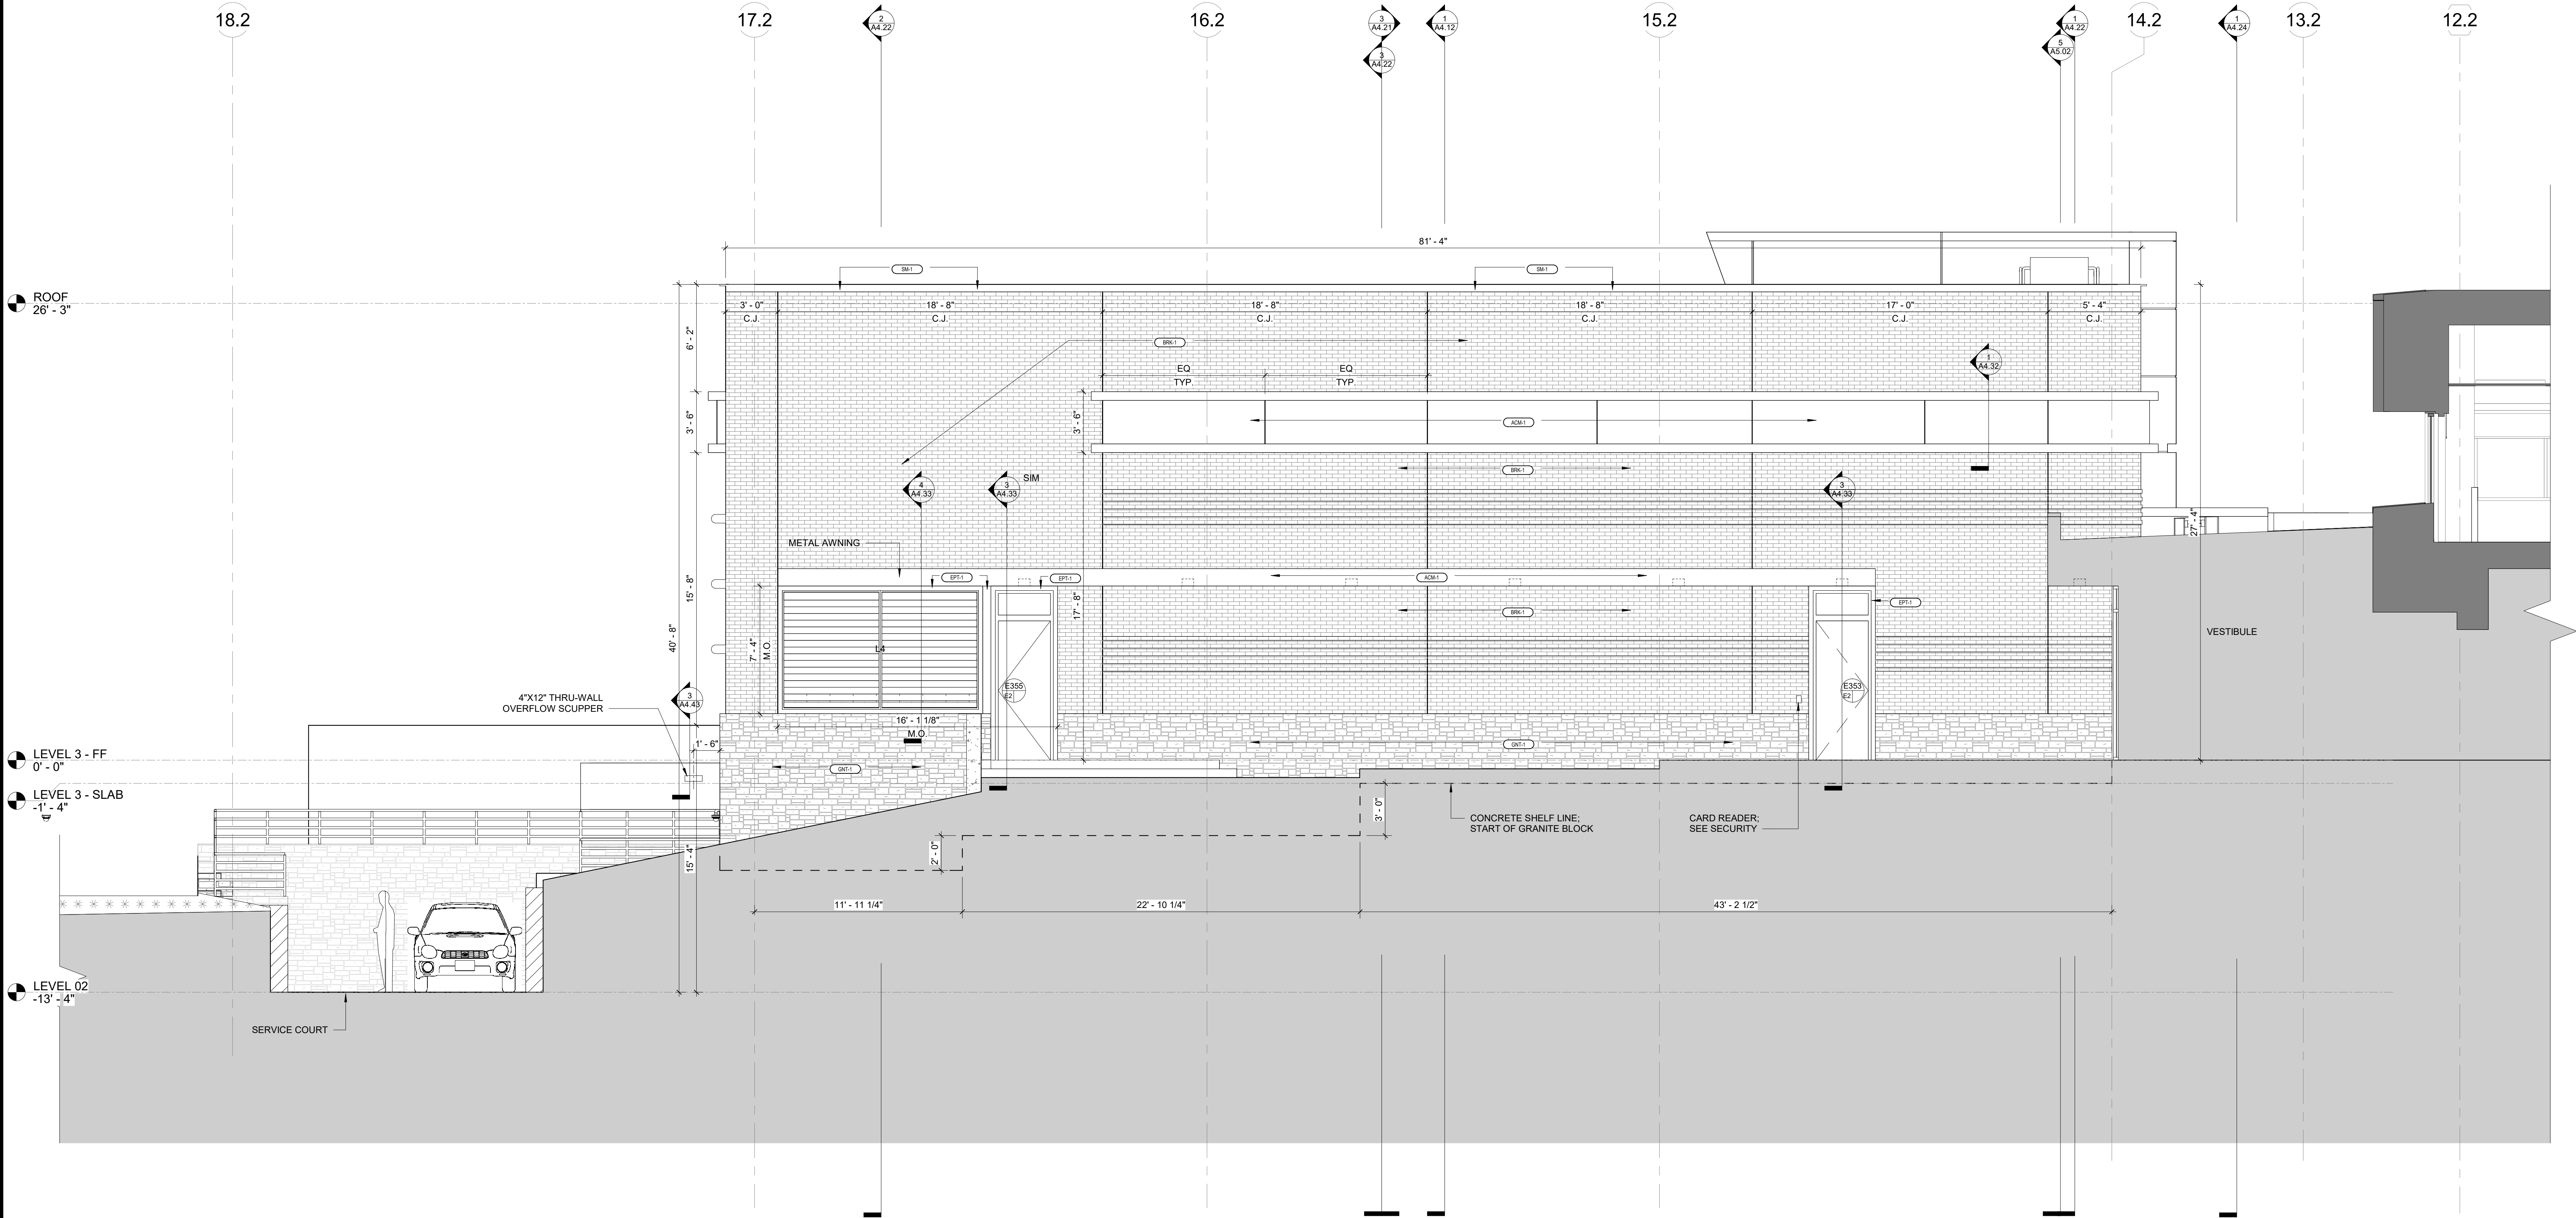 18.2
17.2
2
A4.22
16.2
3
A4.21
3
A4.22
1
A4.12
15.2
1
A4.22
5
A5.02
14.2
1
A4.24
13.2
12.2
81' - 4"
SM-1
SM-1
ROOF
26' - 3"
3' - 0"
C.J.
18' - 8"
C.J.
18' - 8"
C.J.
18' - 8"
C.J.
17' - 0"
C.J.
5' - 4"
C.J.
6' - 2"
BRK-1
EQ
TYP.
EQ
TYP.
1
A4.32
3' - 6"
3' - 6"
ACM-1
BRK-1
4
A4.33
3
A4.33
SIM
3
A4.33
27' - 4"
METAL AWNING
EPT-1
EPT-1
ACM-1
15' - 8"
17' - 8"
BRK-1
EPT-1
40' - 8"
7' - 4"
M.O.
L4
VESTIBULE
E355
E2
E353
E2
3
A4.43
4"X12" THRU-WALL
OVERFLOW SCUPPER
16' - 1 1/8"
M.O.
1' - 6"
GNT-1
GNT-1
LEVEL 3 - FF
0' - 0"
LEVEL 3 - SLAB
-1' - 4"
3' - 0"
CONCRETE SHELF LINE;
START OF GRANITE BLOCK
CARD READER;
SEE SECURITY
2' - 0"
15' - 4"
11' - 11 1/4"
22' - 10 1/4"
43' - 2 1/2"
LEVEL 02
-13' - 4"
SERVICE COURT